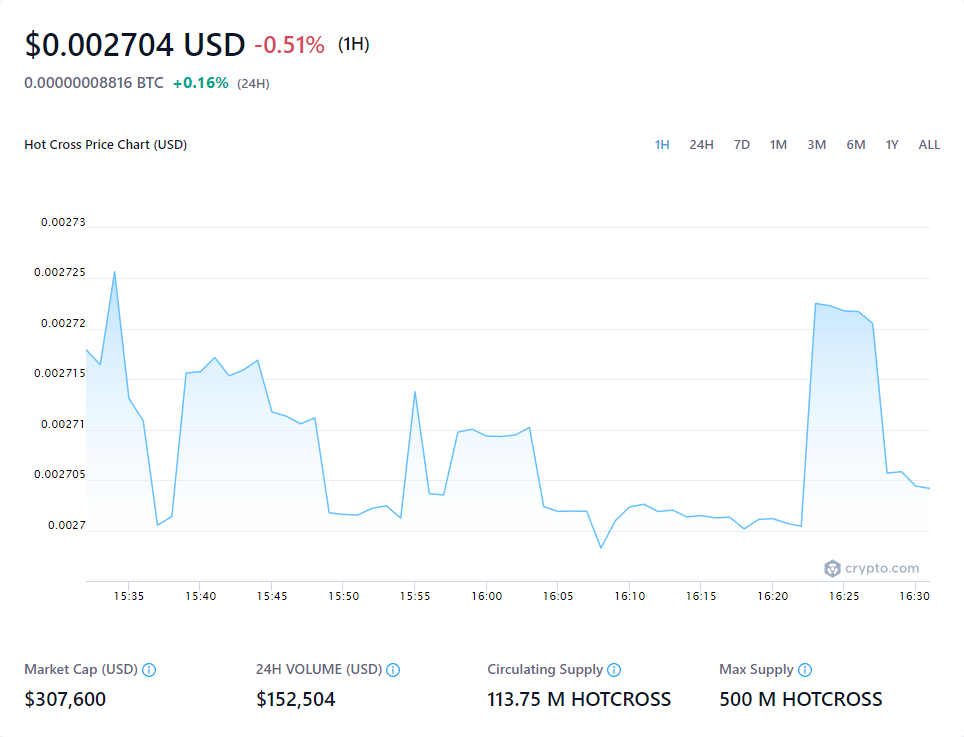 $0.002704 USD -0.51% (1H)
0.00000008816 BTC +0.16% (24H)
Hot Cross Price Chart (USD) 1H 24H 7D 1M 3M 6M 1Y ALL
0.00273
0.002725
0.00272
0.002715
0.00271
0.002705
0.0027
crypto.com
15:35 15:40 15:45 15:50 15:55 16:00 16:05 16:10 16:15 16:20 16:25 16:30
Market Cap (USD) 24H VOLUME (USD) Circulating Supply Max Supply
$307,600 $152,504 113.75 M HOTCROSS 500 M HOTCROSS